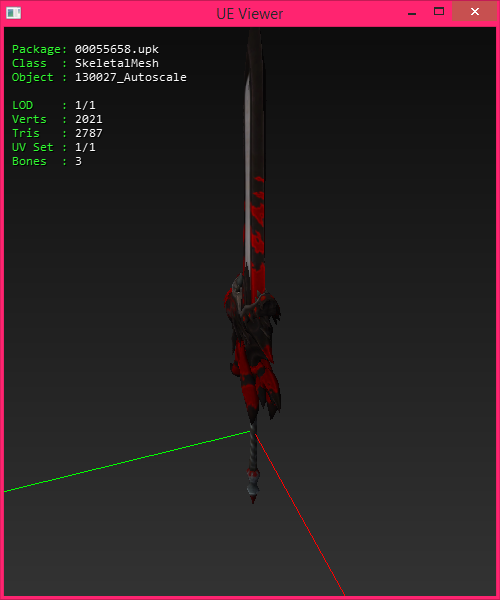 UE Viewer
Package: 00055658.upk
Class  : SkeletalMesh
Object : 130027_Autoscale
LOD    : 1/1
Verts  : 2021
Tris   : 2787
UV Set : 1/1
Bones  : 3